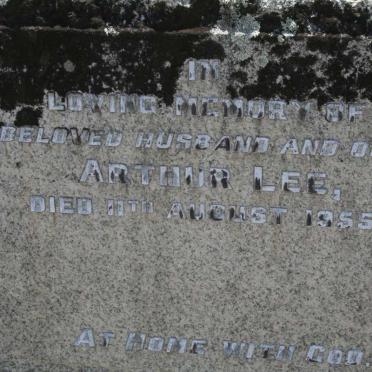 IN
LOVING MEMORY OF
BELOVED HUSBAND AND
ARTHUR LEE,
DIED 11TH AUGUST 1955
AT HOME WITH GOD.